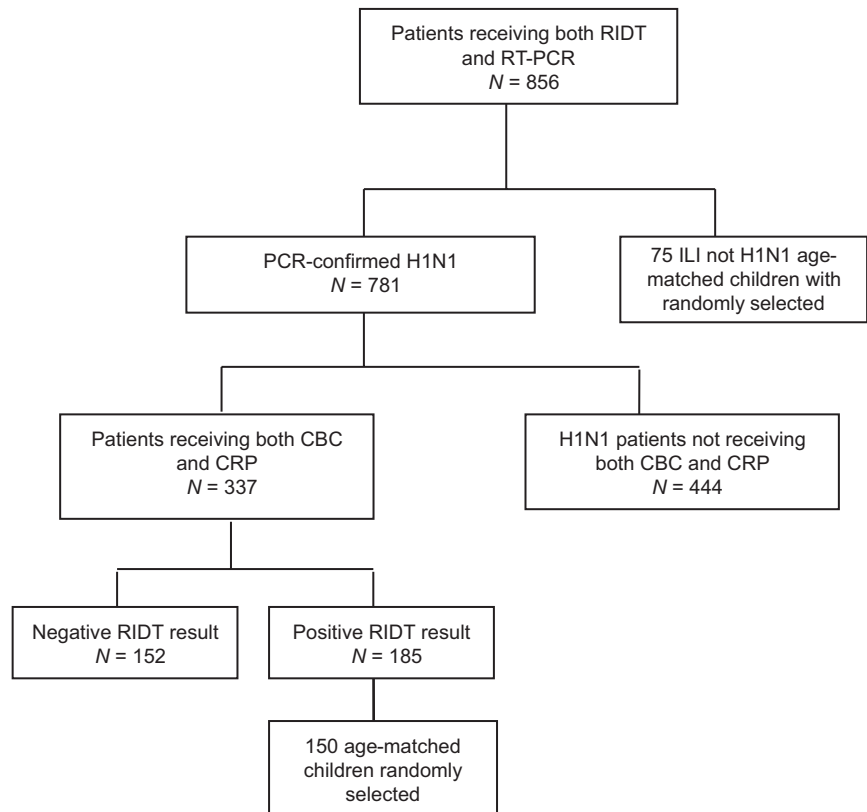 Patients receiving both RIDT
and RT-PCR
N = 856
PCR-confirmed H1N1
N = 781
75 ILI not H1N1 age-
matched children with
randomly selected
Patients receiving both CBC
and CRP
N = 337
H1N1 patients not receiving
both CBC and CRP
N = 444
Negative RIDT result
N = 152
Positive RIDT result
N = 185
150 age-matched
children randomly
selected